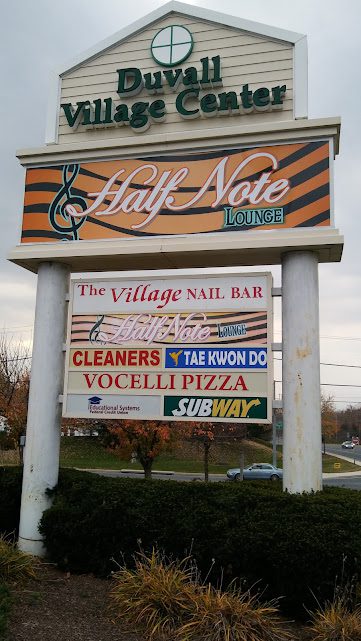 Duvall
Village Center
Half Note
LOUNGE
The Village NAIL BAR
Half Note LOUNGE
CLEANERS TAE KWON DO
VOCELLI PIZZA
Educational Systems
Federal Credit Union
SUBWAY